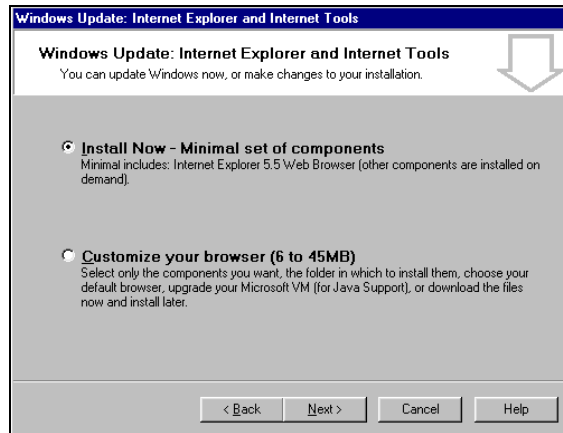 Windows Update: Internet Explorer and Internet Tools
Windows Update: Internet Explorer and Internet Tools
You can update Windows now, or make changes to your installation.
Install Now - Minimal set of components
Minimal includes: Internet Explorer 5.5 Web Browser (other components are installed on
demand).
Customize your browser (6 to 45MB)
Select only the components you want, the folder in which to install them, choose your
default browser, upgrade your Microsoft VM (for Java Support), or download the files
now and install later.
< Back Next > Cancel Help